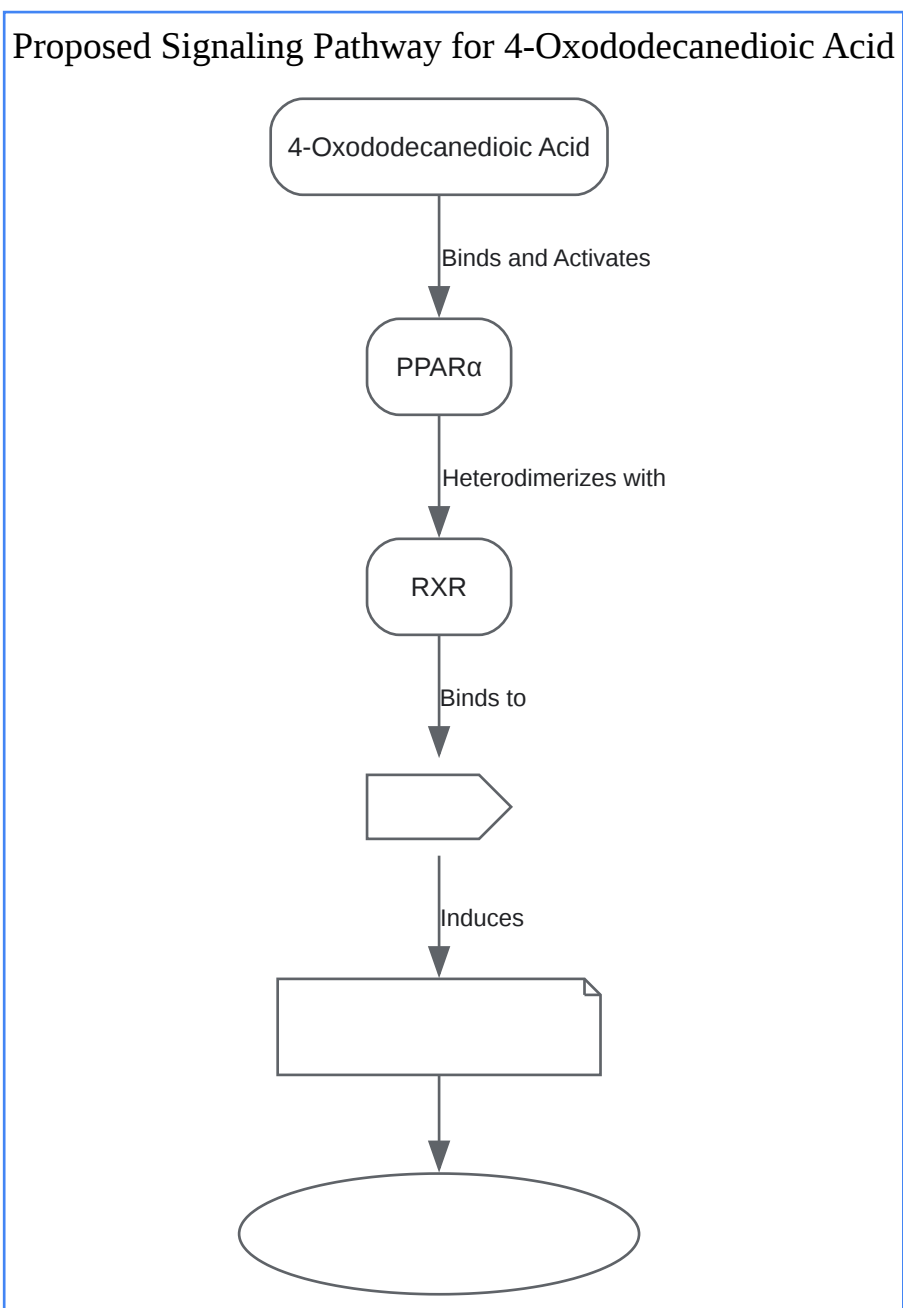 Proposed Signaling Pathway for 4-Oxododecanedioic Acid
4-Oxododecanedioic Acid
Binds and Activates
PPARα
Heterodimerizes with
RXR
Binds to
Induces